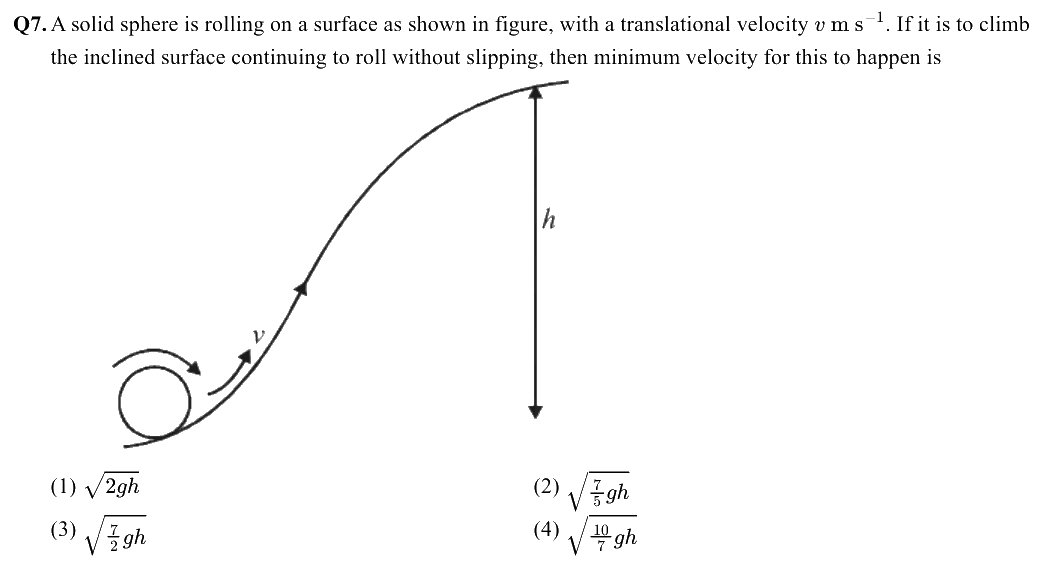 Q7. A solid sphere is rolling on a surface as shown in figure, with a translational velocity v m s⁻¹. If it is to climb
the inclined surface continuing to roll without slipping, then minimum velocity for this to happen is
h
v
(1) √(2gh)
(2) √(7/5 gh)
(3) √(7/2 gh)
(4) √(10/7 gh)